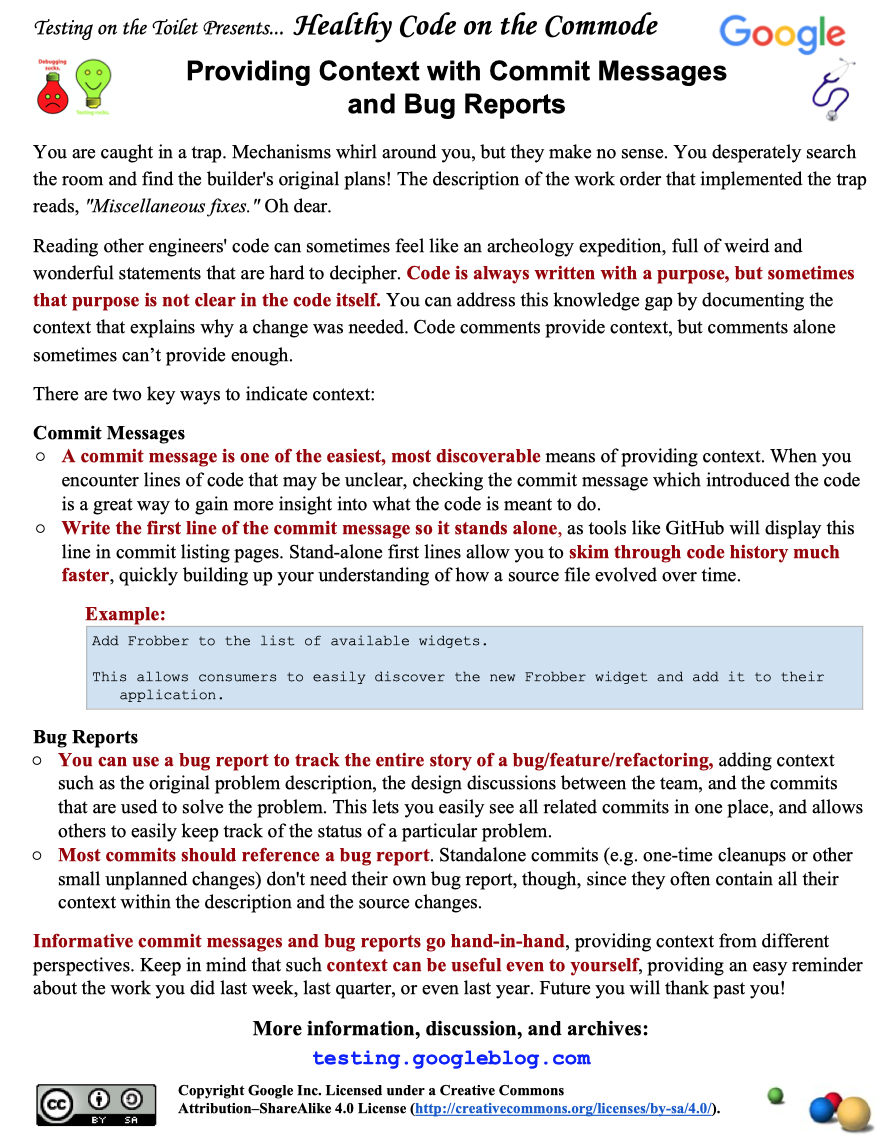 Testing on the Toilet Presents... Healthy Code on the Commode
Google
Debugging
sucks.
Testing rocks.
Providing Context with Commit Messages
and Bug Reports
You are caught in a trap. Mechanisms whirl around you, but they make no sense. You desperately search
the room and find the builder's original plans! The description of the work order that implemented the trap
reads, "Miscellaneous fixes." Oh dear.
Reading other engineers' code can sometimes feel like an archeology expedition, full of weird and
wonderful statements that are hard to decipher. Code is always written with a purpose, but sometimes
that purpose is not clear in the code itself. You can address this knowledge gap by documenting the
context that explains why a change was needed. Code comments provide context, but comments alone
sometimes can’t provide enough.
There are two key ways to indicate context:
Commit Messages
○ A commit message is one of the easiest, most discoverable means of providing context. When you
encounter lines of code that may be unclear, checking the commit message which introduced the code
is a great way to gain more insight into what the code is meant to do.
○ Write the first line of the commit message so it stands alone, as tools like GitHub will display this
line in commit listing pages. Stand-alone first lines allow you to skim through code history much
faster, quickly building up your understanding of how a source file evolved over time.
Example:
Add Frobber to the list of available widgets.
This allows consumers to easily discover the new Frobber widget and add it to their
application.
Bug Reports
○ You can use a bug report to track the entire story of a bug/feature/refactoring, adding context
such as the original problem description, the design discussions between the team, and the commits
that are used to solve the problem. This lets you easily see all related commits in one place, and allows
others to easily keep track of the status of a particular problem.
○ Most commits should reference a bug report. Standalone commits (e.g. one-time cleanups or other
small unplanned changes) don't need their own bug report, though, since they often contain all their
context within the description and the source changes.
Informative commit messages and bug reports go hand-in-hand, providing context from different
perspectives. Keep in mind that such context can be useful even to yourself, providing an easy reminder
about the work you did last week, last quarter, or even last year. Future you will thank past you!
More information, discussion, and archives:
testing.googleblog.com
cc BY SA
Copyright Google Inc. Licensed under a Creative Commons
Attribution–ShareAlike 4.0 License (http://creativecommons.org/licenses/by-sa/4.0/).